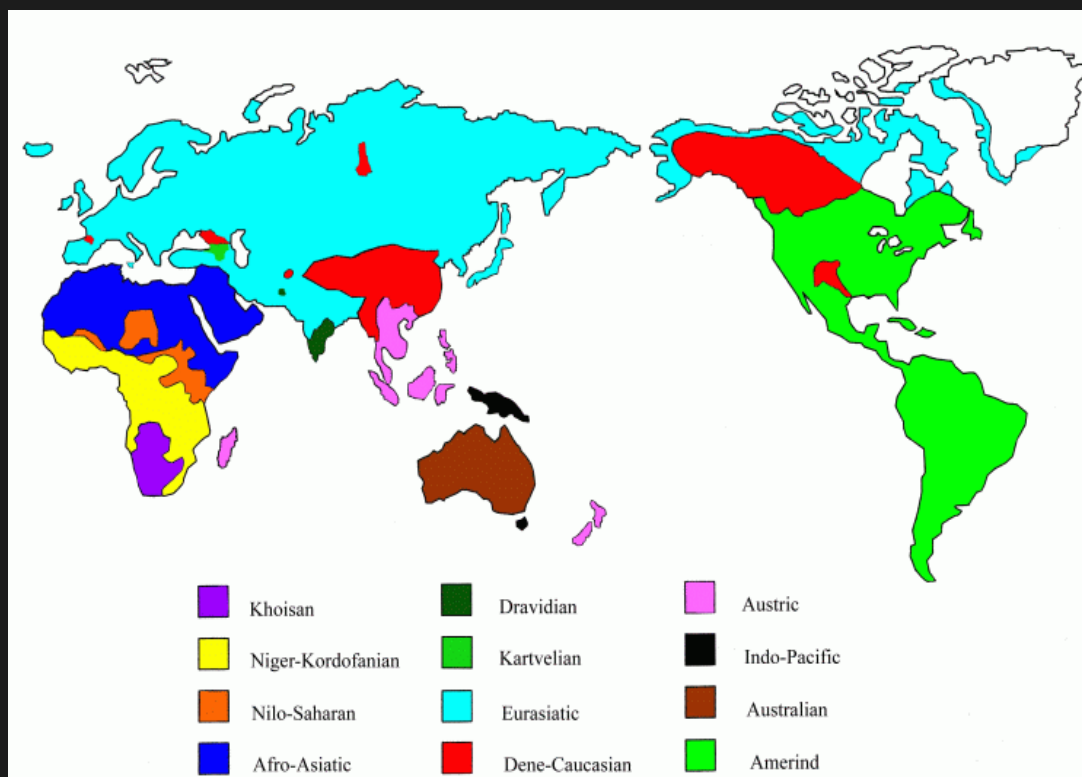 Khoisan
Dravidian
Austric
Niger-Kordofanian
Kartvelian
Indo-Pacific
Nilo-Saharan
Eurasiatic
Australian
Afro-Asiatic
Dene-Caucasian
Amerind